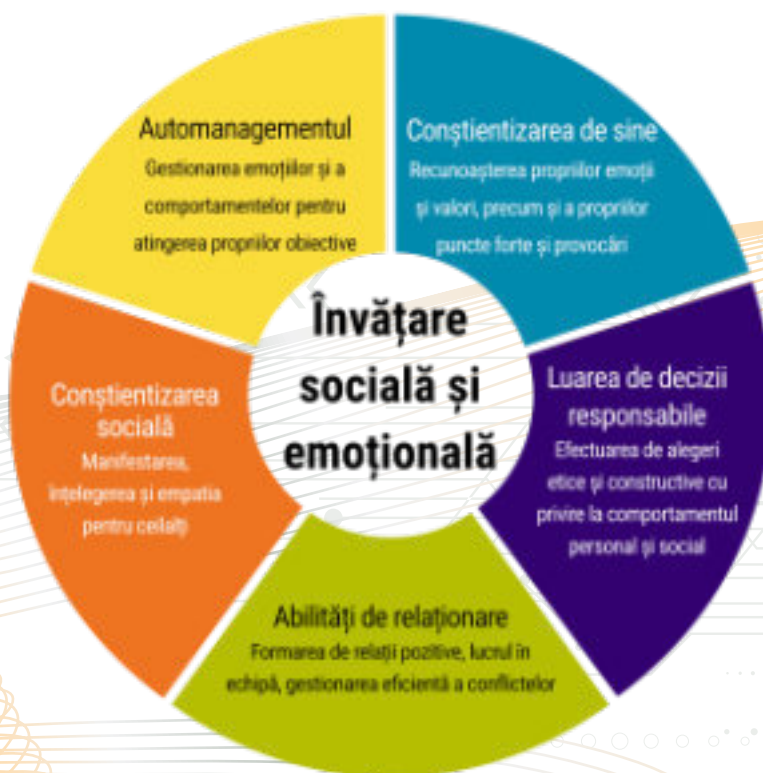 Automanagementul
Gestionarea emoțiilor și a
comportamentelor pentru
atingerea propriilor obiective
Conștientizarea de sine
Recunoașterea propriilor emoții
și valori, precum și a propriilor
puncte forte și provocări
Învățare
socială și
emoțională
Luarea de decizii
responsabile
Efectuarea de alegeri
etice și constructive cu
privire la comportamentul
personal și social
Conștientizarea
socială
Manifestarea,
înțelegerea și empatia
pentru ceilalți
Abilități de relaționare
Formarea de relații pozitive, lucrul în
echipă, gestionarea eficientă a conflictelor